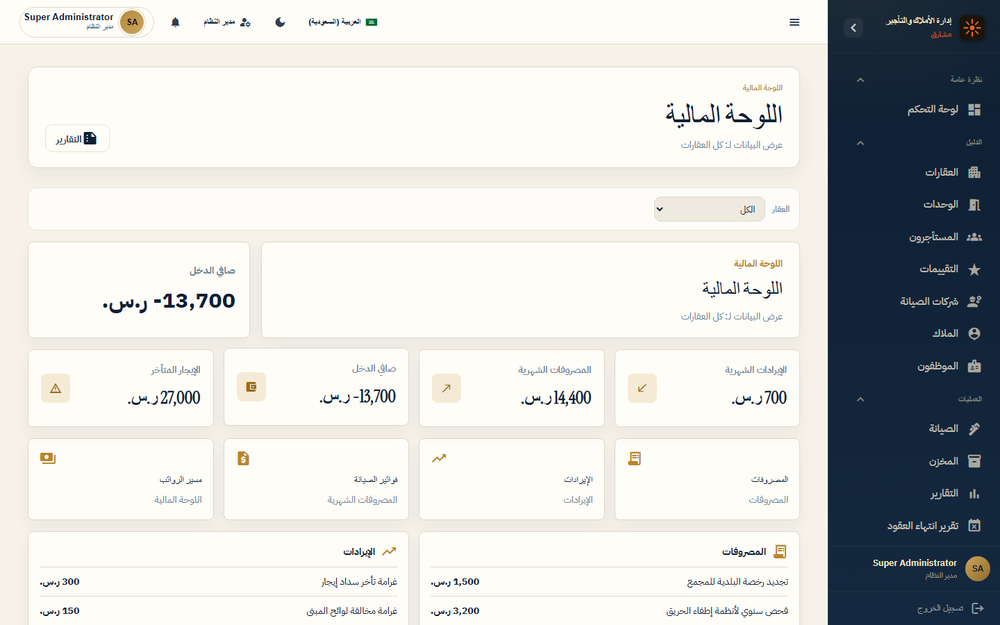 إدارة الأملاك والتأجير
مشارق
نظرة عامة
لوحة التحكم
الدليل
العقارات
الوحدات
المستأجرون
التقييمات
شركات الصيانة
الملاك
الموظفون
العمليات
الصيانة
المخزن
التقارير
تقرير انتهاء العقود
Super Administrator
مدير النظام
SA
تسجيل الخروج
العربية (السعودية)
مدير النظام
SA
Super Administrator
مدير النظام
اللوحة المالية
اللوحة المالية
عرض البيانات لـ: كل العقارات
التقارير
العقار
الكل
اللوحة المالية
اللوحة المالية
عرض البيانات لـ: كل العقارات
صافي الدخل
13,700- ر.س.
الإيرادات الشهرية
700 ر.س.
المصروفات الشهرية
14,400 ر.س.
صافي الدخل
13,700- ر.س.
الإيجار المتأخر
27,000 ر.س.
المصروفات
المصروفات
الإيرادات
الإيرادات
فواتير الصيانة
المصروفات الشهرية
مسير الرواتب
اللوحة المالية
المصروفات
تجديد رخصة البلدية للمجمع
1,500 ر.س.
فحص سنوي لأنظمة إطفاء الحريق
3,200 ر.س.
الإيرادات
غرامة تأخر سداد إيجار
300 ر.س.
غرامة مخالفة لوائح المبنى
150 ر.س.